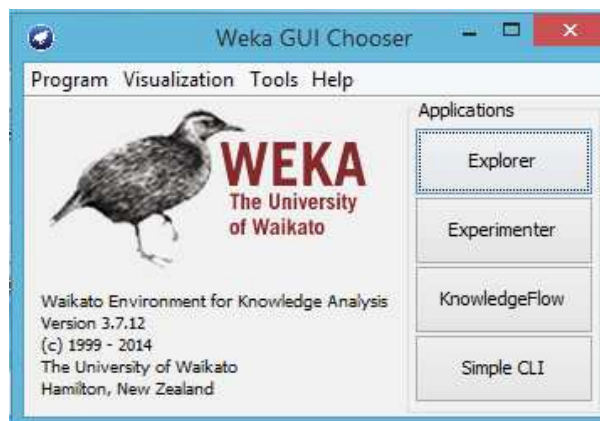 Weka GUI Chooser
Program Visualization Tools Help
WEKA
The University
of Waikato
Waikato Environment for Knowledge Analysis
Version 3.7.12
(c) 1999 - 2014
The University of Waikato
Hamilton, New Zealand
Applications
Explorer
Experimenter
KnowledgeFlow
Simple CLI